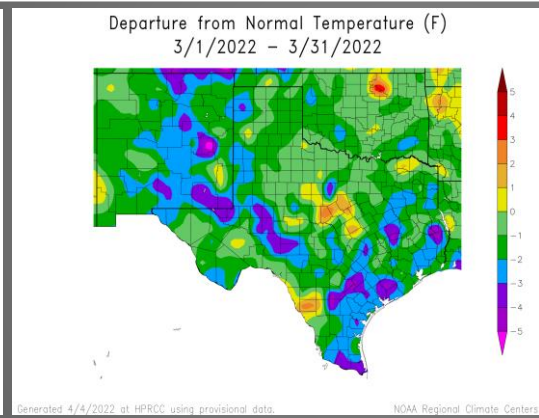 Departure from Normal Temperature (F)
3/1/2022 – 3/31/2022
5
4
3
2
1
0
-1
-2
-3
-4
-5
Generated 4/4/2022 at HPRCC using provisional data.
NOAA Regional Climate Centers